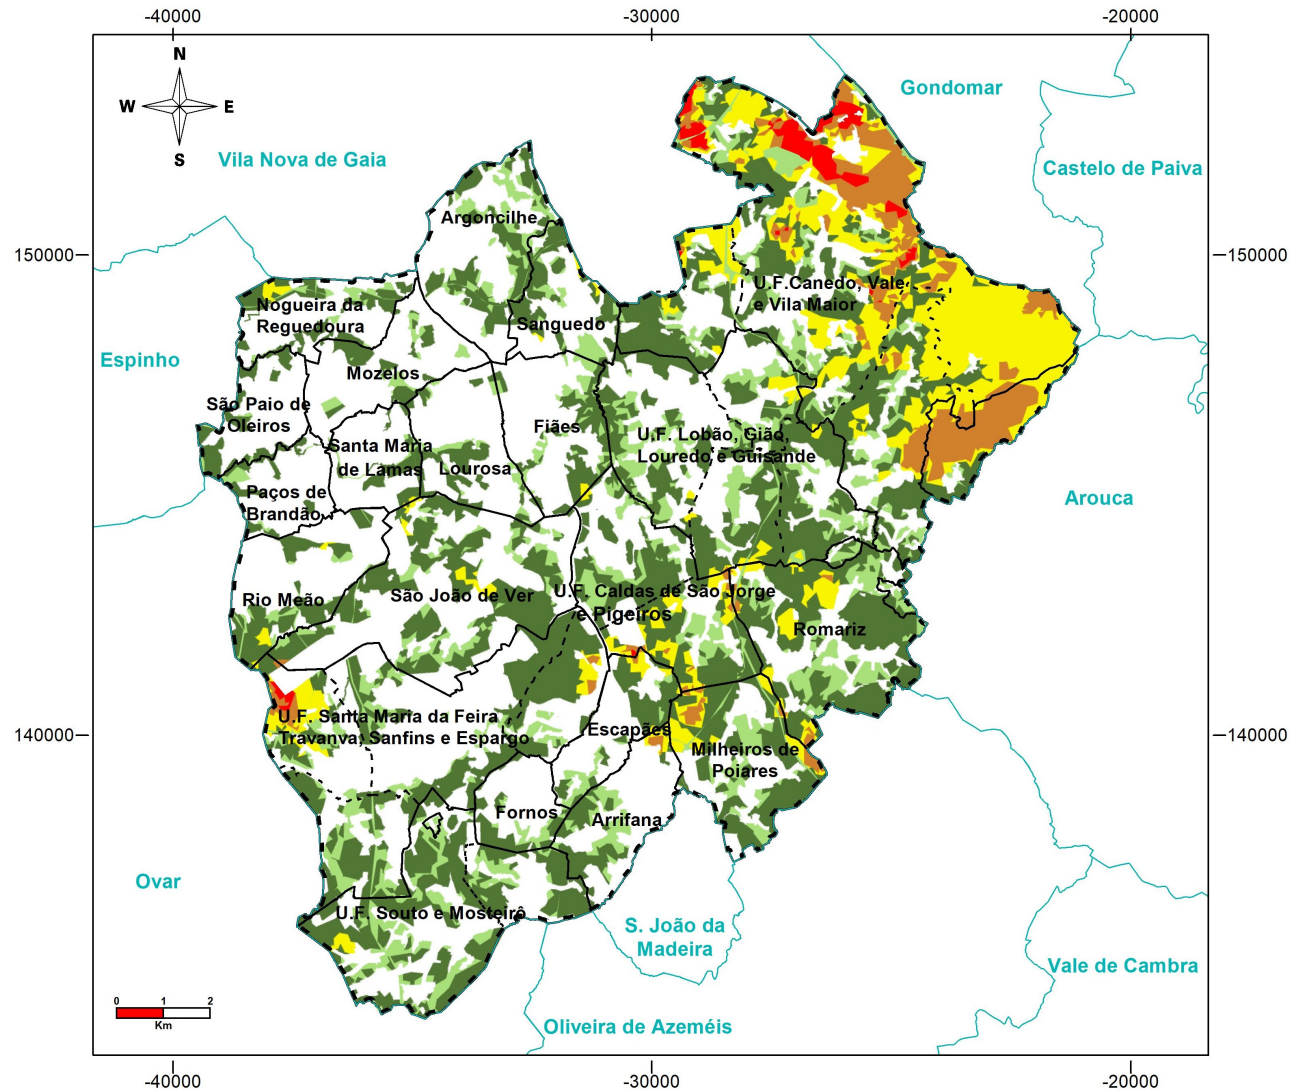 -40000 -30000 -20000
N
W E
S
Gondomar
Vila Nova de Gaia
Castelo de Paiva
Argoncilhe
150000 150000
U.F.Canedo, Vale
e Vila Maior
Nogueira da
Reguedoura
Sanguedo
Espinho
Mozelos
São Paio de
Oleiros
Fiães
U.F. Lobão, Gião,
Louredo e Guisande
Santa Maria
de Lamas
Lourosa
Paços de
Brandão
Arouca
Rio Meão
São João de Ver
U.F. Caldas de São Jorge
e Pigeiros
Romariz
U.F. Santa Maria da Feira
Travanva, Sanfins e Espargo
Escapães
140000 140000
Milheiros de
Poiares
Fornos
Arrifana
Ovar
U.F. Souto e Mosteirô
S. João da
Madeira
Vale de Cambra
0 1 2
Km
Oliveira de Azeméis
-40000 -30000 -20000